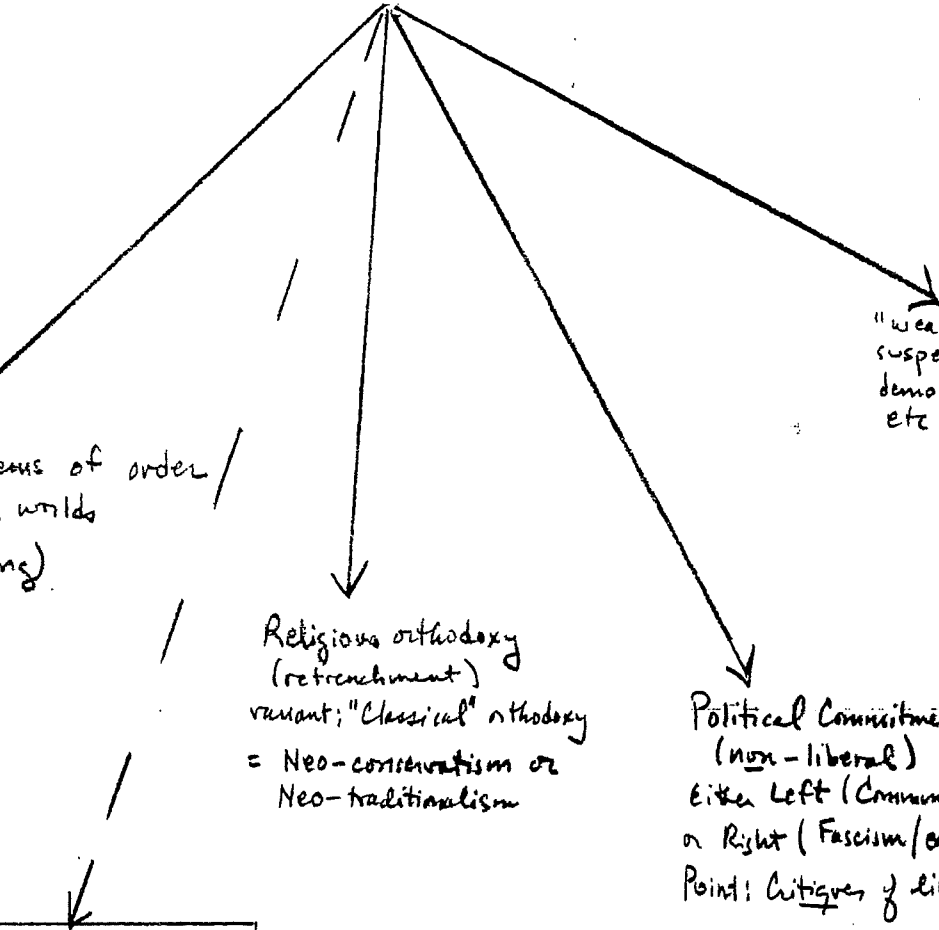 "wea
suspe
demo
etc
ems of order
worlds
ng)
Religious orthodoxy
(retrenchment)
variant: "Classical" orthodoxy
= Neo-conservatism or
Neo-traditionalism
Political Commitme
(non-liberal)
Either Left (Commun
or Right (Fascism/
Point: Critiques of li